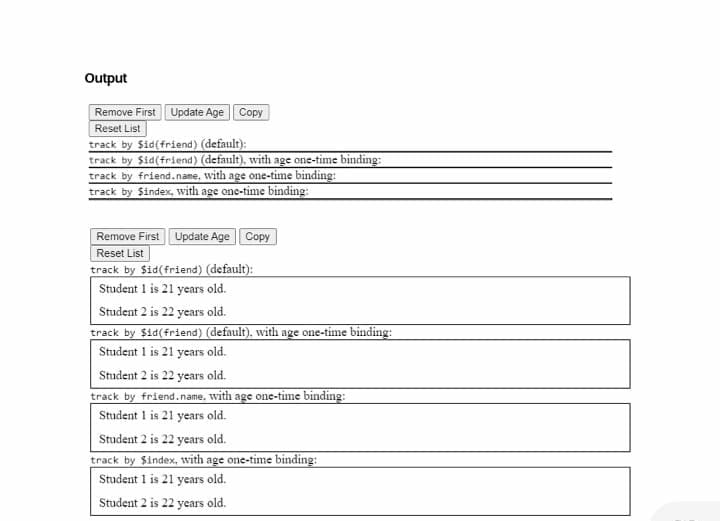 Output
Remove First Update Age Copy
Reset List
track by $id(friend) (default):
track by $id(friend) (default), with age one-time binding:
track by friend.name, with age one-time binding:
track by $index, with age one-time binding:
Remove First Update Age Copy
Reset List
track by $id(friend) (default):
Student 1 is 21 years old.
Student 2 is 22 years old.
track by $id(friend) (default), with age one-time binding:
Student 1 is 21 years old.
Student 2 is 22 years old.
track by friend.name, with age one-time binding:
Student 1 is 21 years old.
Student 2 is 22 years old.
track by $index, with age one-time binding:
Student 1 is 21 years old.
Student 2 is 22 years old.